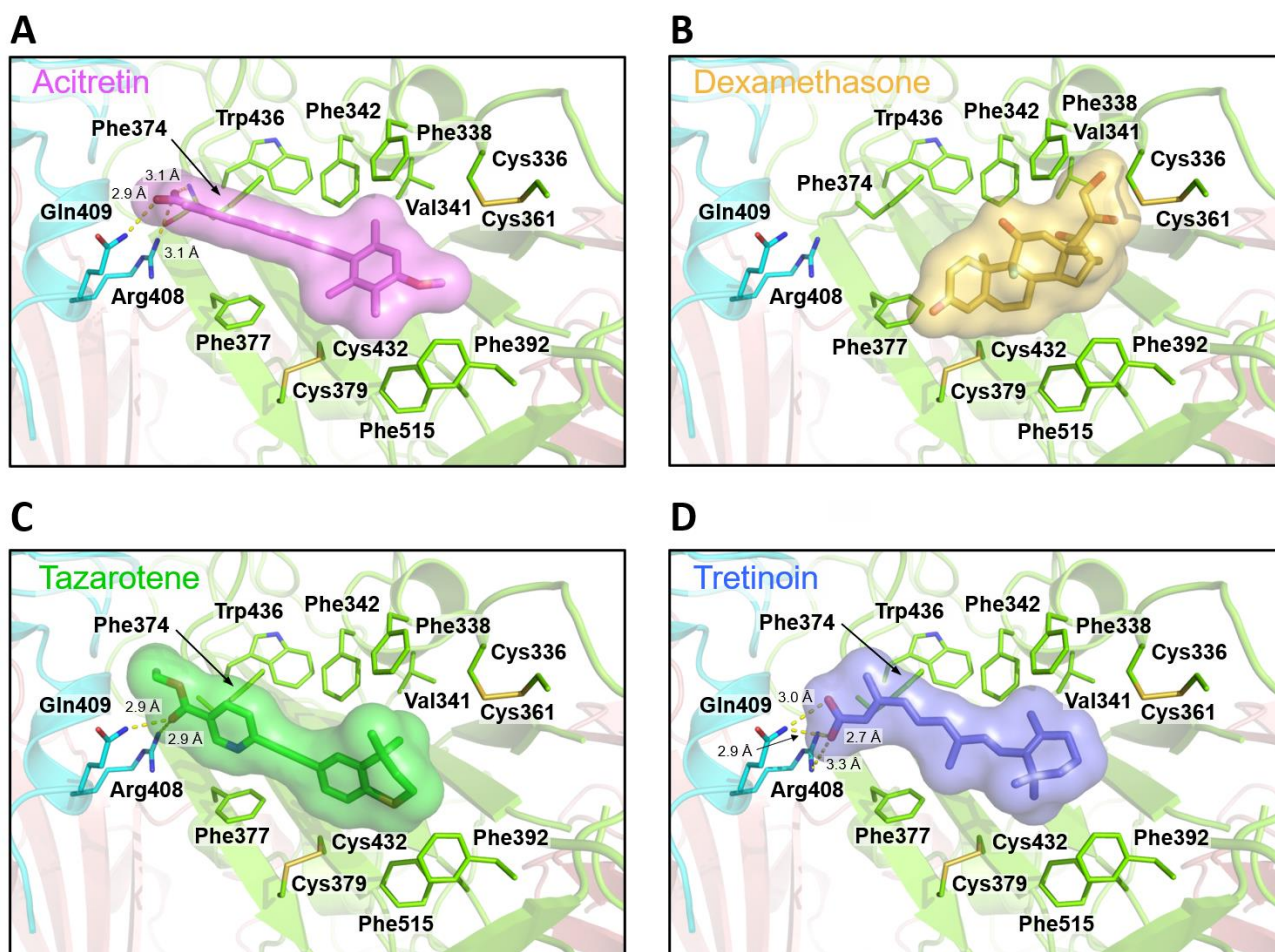 A
Acitretin
Phe374
Trp436
Phe342
Phe338
Cys336
3.1 Å
2.9 Å
Gln409
Val341
Cys361
3.1 Å
Arg408
Phe377
Cys432
Phe392
Cys379
Phe515
B
Dexamethasone
Trp436
Phe342
Phe338
Val341
Cys336
Phe374
Gln409
Cys361
Arg408
Phe377
Cys432
Phe392
Cys379
Phe515
C
Tazarotene
Phe374
Trp436
Phe342
Phe338
Cys336
Gln409
2.9 Å
Val341
Cys361
2.9 Å
Arg408
Phe377
Cys432
Phe392
Cys379
Phe515
D
Tretinoin
Phe374
Trp436
Phe342
Phe338
Cys336
Gln409
3.0 Å
Val341
Cys361
2.9 Å
2.7 Å
3.3 Å
Arg408
Phe377
Cys432
Phe392
Cys379
Phe515